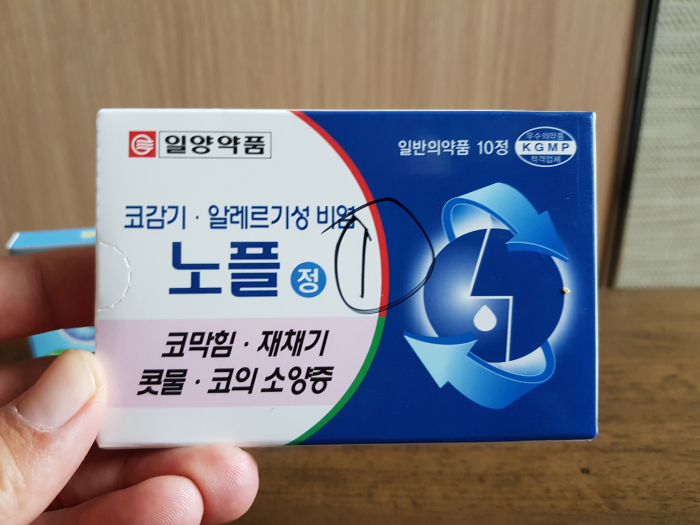 일양약품
일반의약품 10정
우수의약품
KGMP
적격업체
코감기 · 알레르기성 비염
노플 정
1
코막힘 · 재채기
콧물 · 코의 소양증